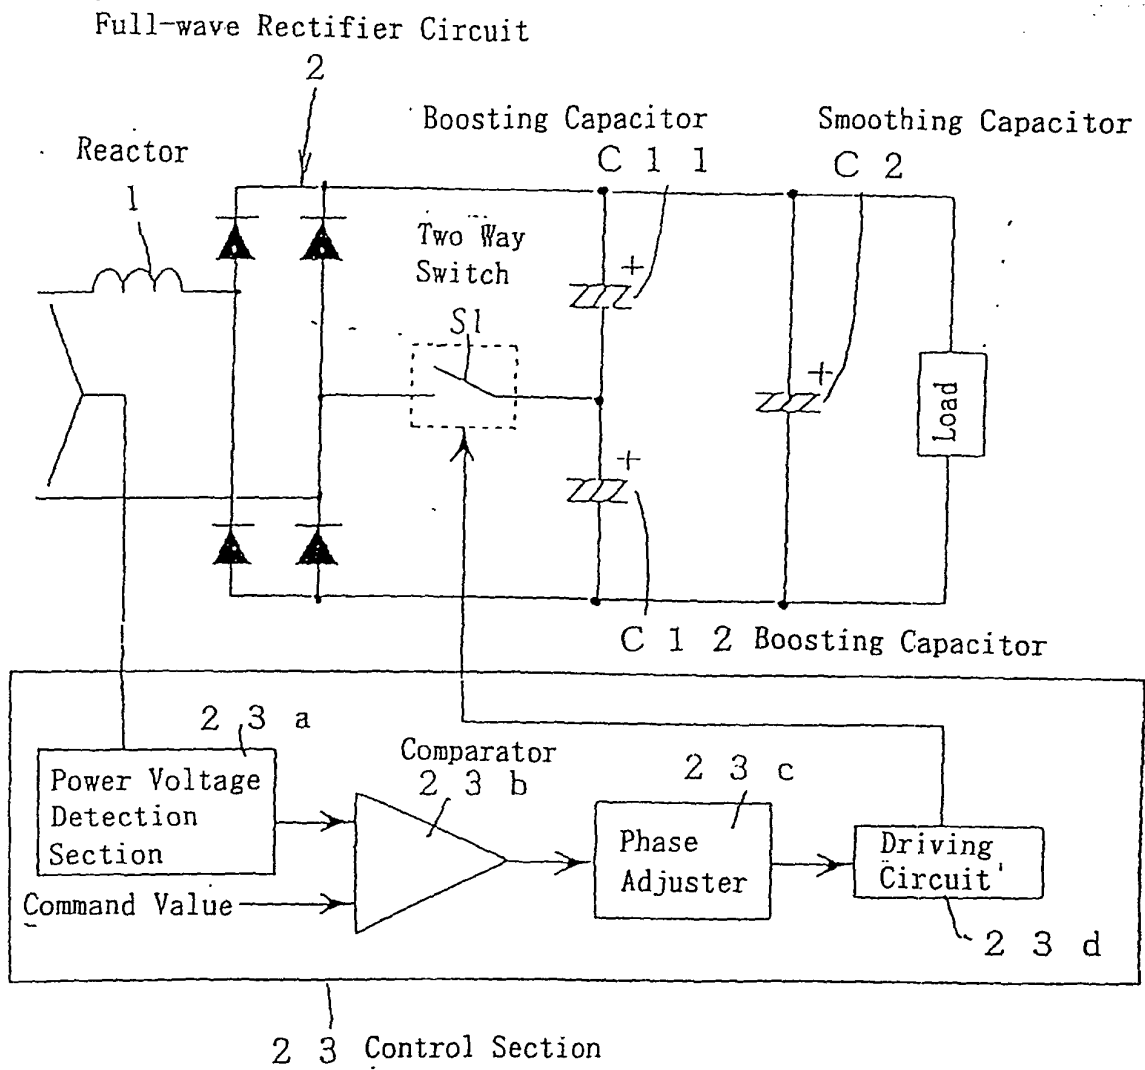 Full-wave Rectifier Circuit
2
Boosting Capacitor
C 1 1
Smoothing Capacitor
C 2
Reactor
1
Two Way
Switch
S1
+
+
+
Load
C 1 2 Boosting Capacitor
2 3 a
Power Voltage
Detection
Section
Comparator
2 3 b
2 3 c
Phase
Adjuster
Driving
Circuit
Command Value
2 3 d
2 3 Control Section